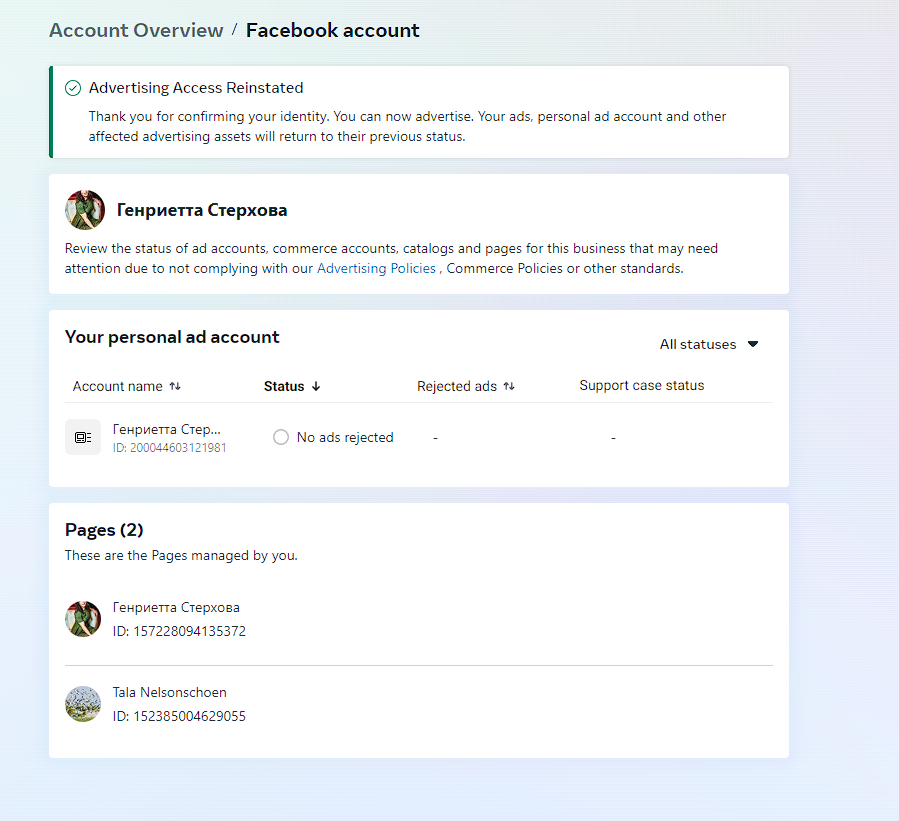 Account Overview / Facebook account
Advertising Access Reinstated
Thank you for confirming your identity. You can now advertise. Your ads, personal ad account and other
affected advertising assets will return to their previous status.
Генриетта Стерхова
Review the status of ad accounts, commerce accounts, catalogs and pages for this business that may need
attention due to not complying with our Advertising Policies , Commerce Policies or other standards.
Your personal ad account
All statuses
Account name Status Rejected ads Support case status
Генриетта Стер...
No ads rejected - -
ID: 200044603121981
Pages (2)
These are the Pages managed by you.
Генриетта Стерхова
ID: 157228094135372
Tala Nelsonschoen
ID: 152385004629055